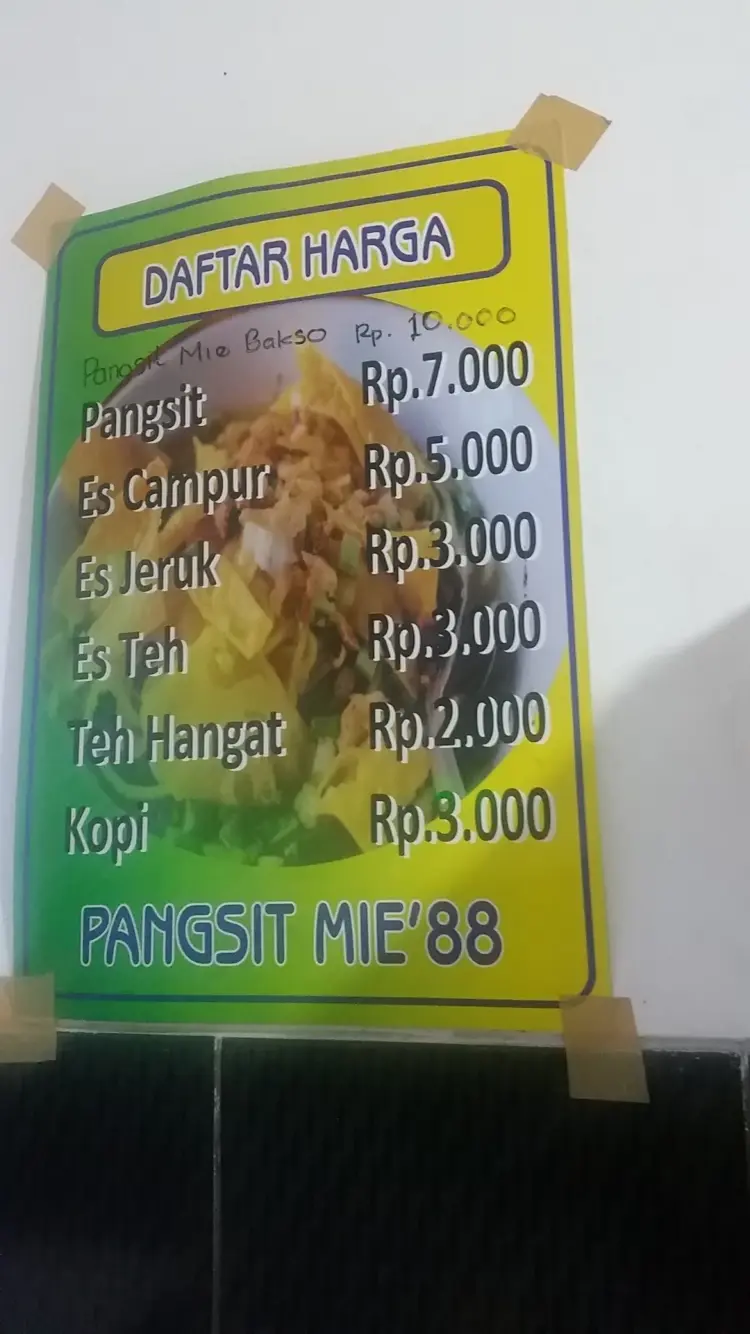 DAFTAR HARGA
Pangsit Mie Bakso Rp. 10.000
Pangsit Rp.7.000
Es Campur Rp.5.000
Es Jeruk Rp.3.000
Es Teh Rp.3.000
Teh Hangat Rp.2.000
Kopi Rp.3.000
PANGSIT MIE'88